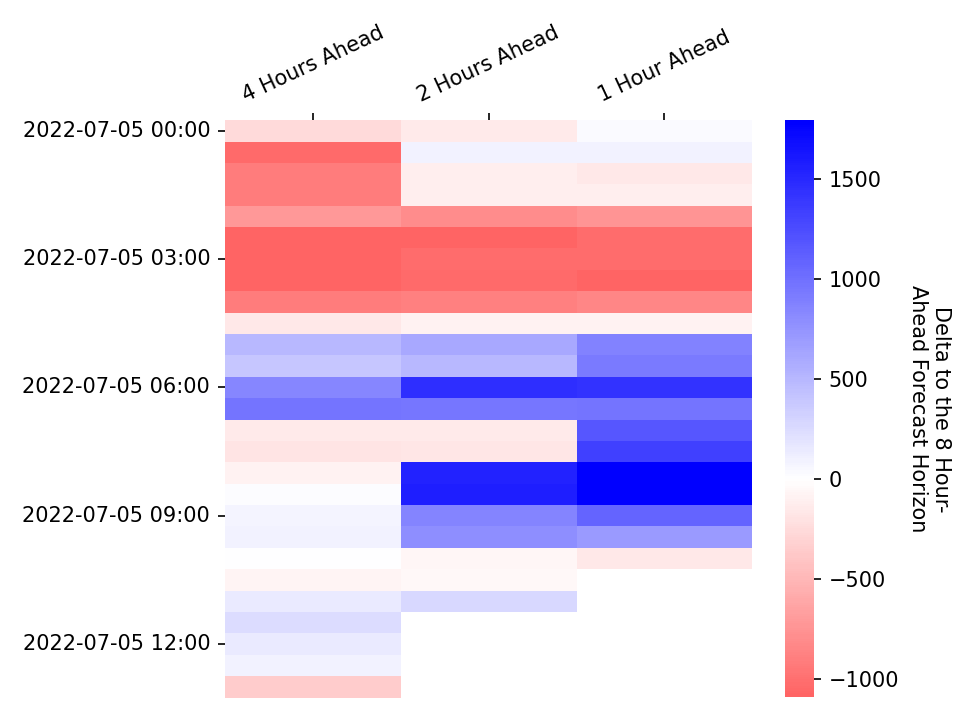 4 Hours Ahead
2 Hours Ahead
1 Hour Ahead
2022-07-05 00:00
2022-07-05 03:00
2022-07-05 06:00
2022-07-05 09:00
2022-07-05 12:00
1500
1000
500
0
−500
−1000
Delta to the 8 Hour-
Ahead Forecast Horizon